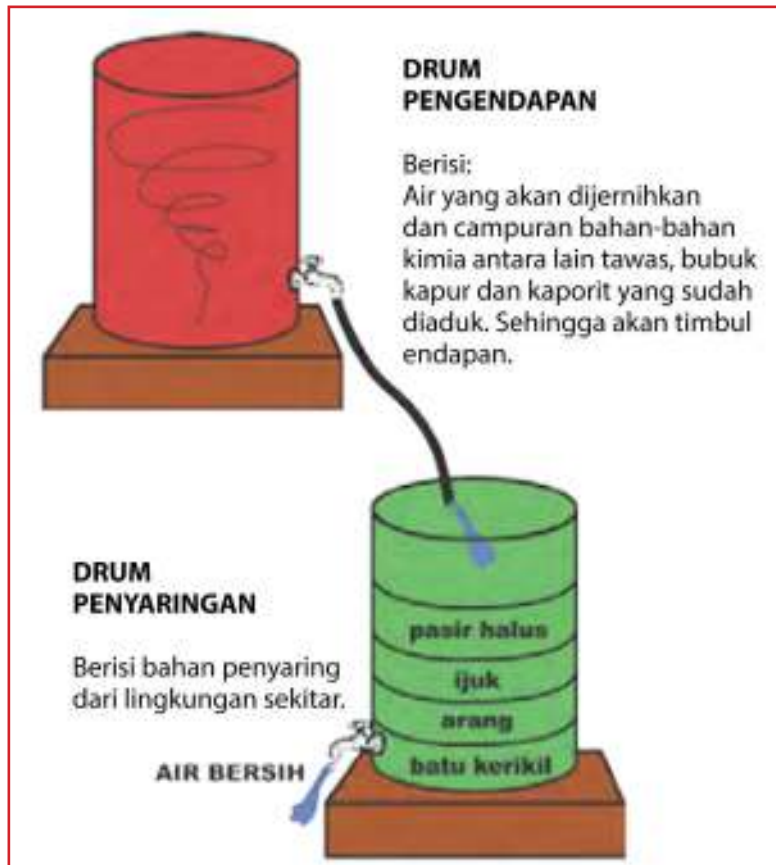 DRUM
PENGENDAPAN
Berisi:
Air yang akan dijernihkan
dan campuran bahan-bahan
kimia antara lain tawas, bubuk
kapur dan kaporit yang sudah
diaduk. Sehingga akan timbul
endapan.
DRUM
PENYARINGAN
Berisi bahan penyaring
dari lingkungan sekitar.
AIR BERSIH
pasir halus
ijuk
arang
batu kerikil